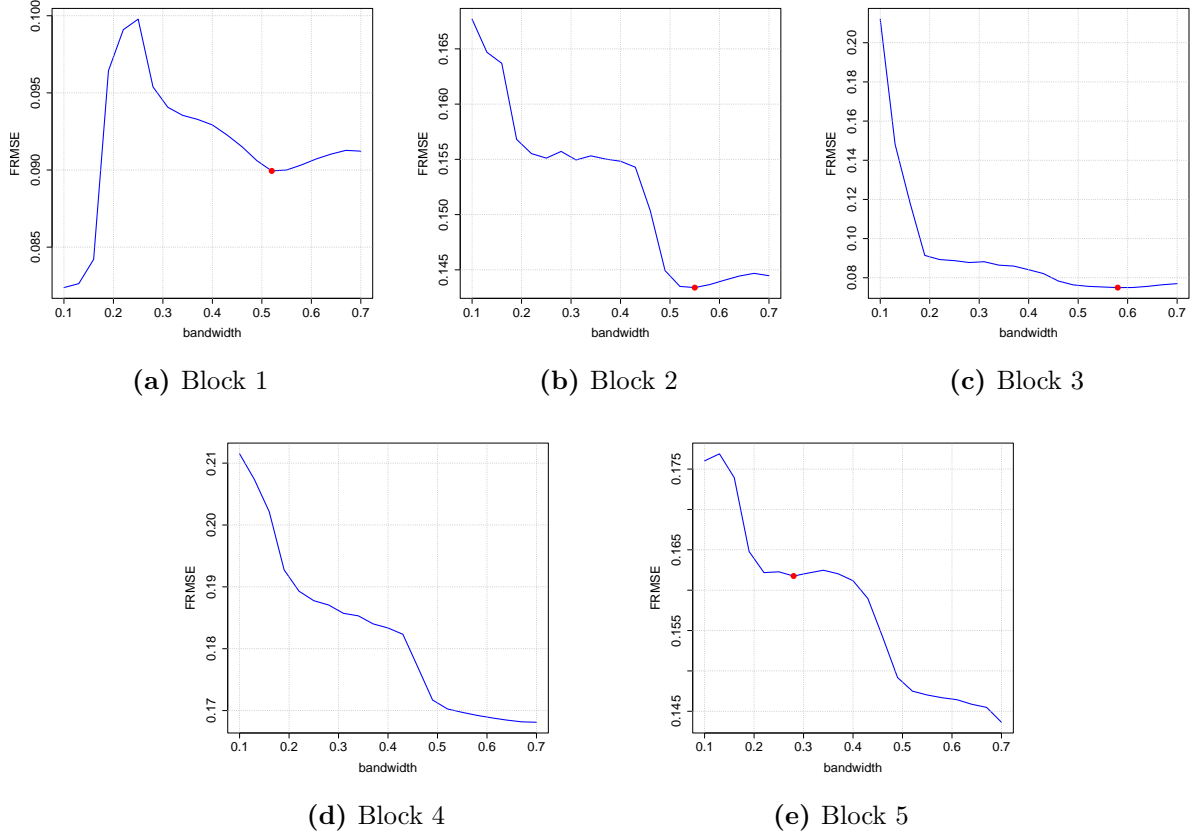 0.085 0.090 0.095 0.100
FRMSE
0.1 0.2 0.3 0.4 0.5 0.6 0.7
bandwidth
(a) Block 1
0.145 0.150 0.155 0.160 0.165
FRMSE
0.1 0.2 0.3 0.4 0.5 0.6 0.7
bandwidth
(b) Block 2
0.08 0.10 0.12 0.14 0.16 0.20
FRMSE
0.1 0.2 0.3 0.4 0.5 0.6 0.7
bandwidth
(c) Block 3
0.17 0.18 0.19 0.20 0.21
FRMSE
0.1 0.2 0.3 0.4 0.5 0.6 0.7
bandwidth
(d) Block 4
0.145 0.155 0.165 0.175
FRMSE
0.1 0.2 0.3 0.4 0.5 0.6 0.7
bandwidth
(e) Block 5